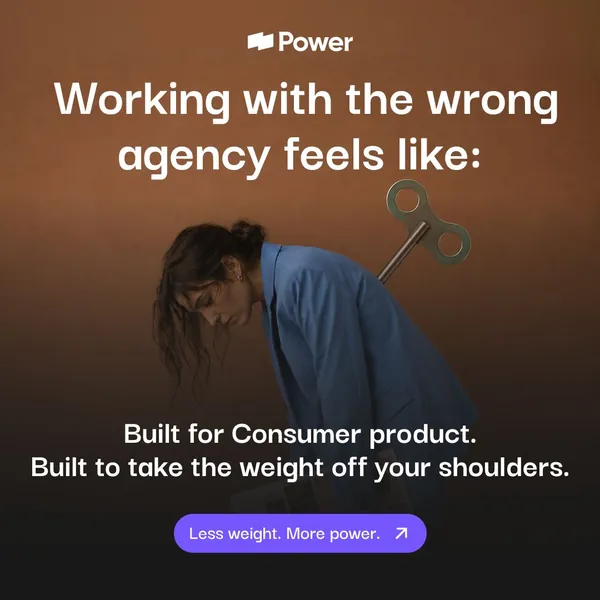 Power
Working with the wrong
agency feels like:
Built for Consumer product.
Built to take the weight off your shoulders.
Less weight. More power.